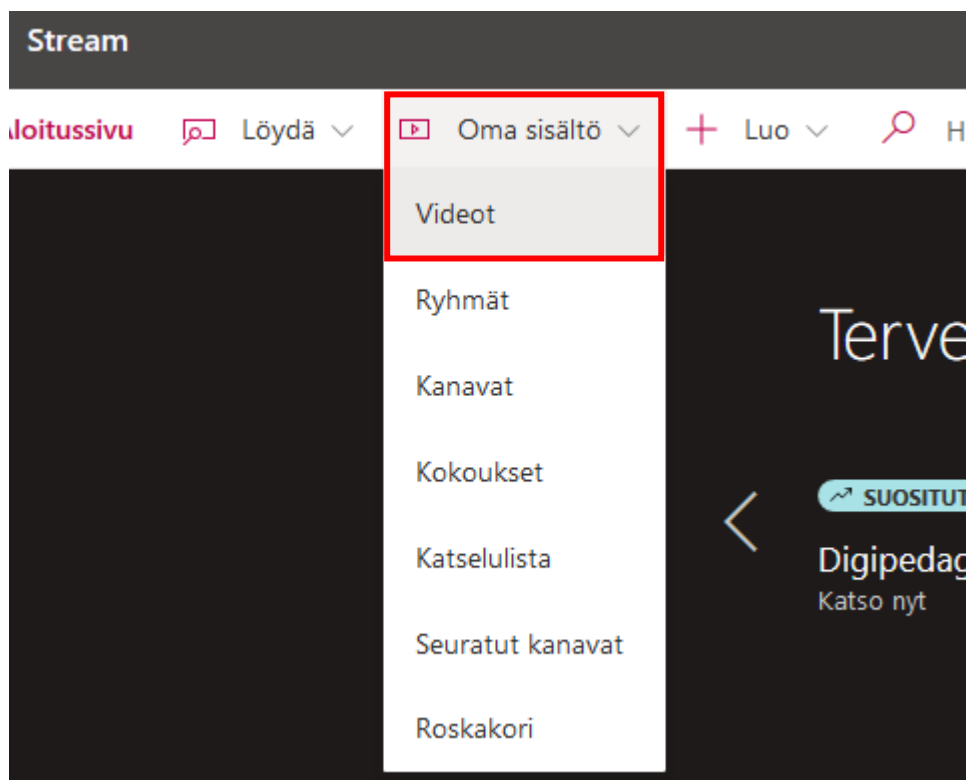 Stream
loitussivu Löydä Oma sisältö Luo H
Videot
Ryhmät
Kanavat
Kokoukset
Katselulista
Seuratut kanavat
Roskakori
Terve
SUOSITUT
Digipedag
Katso nyt